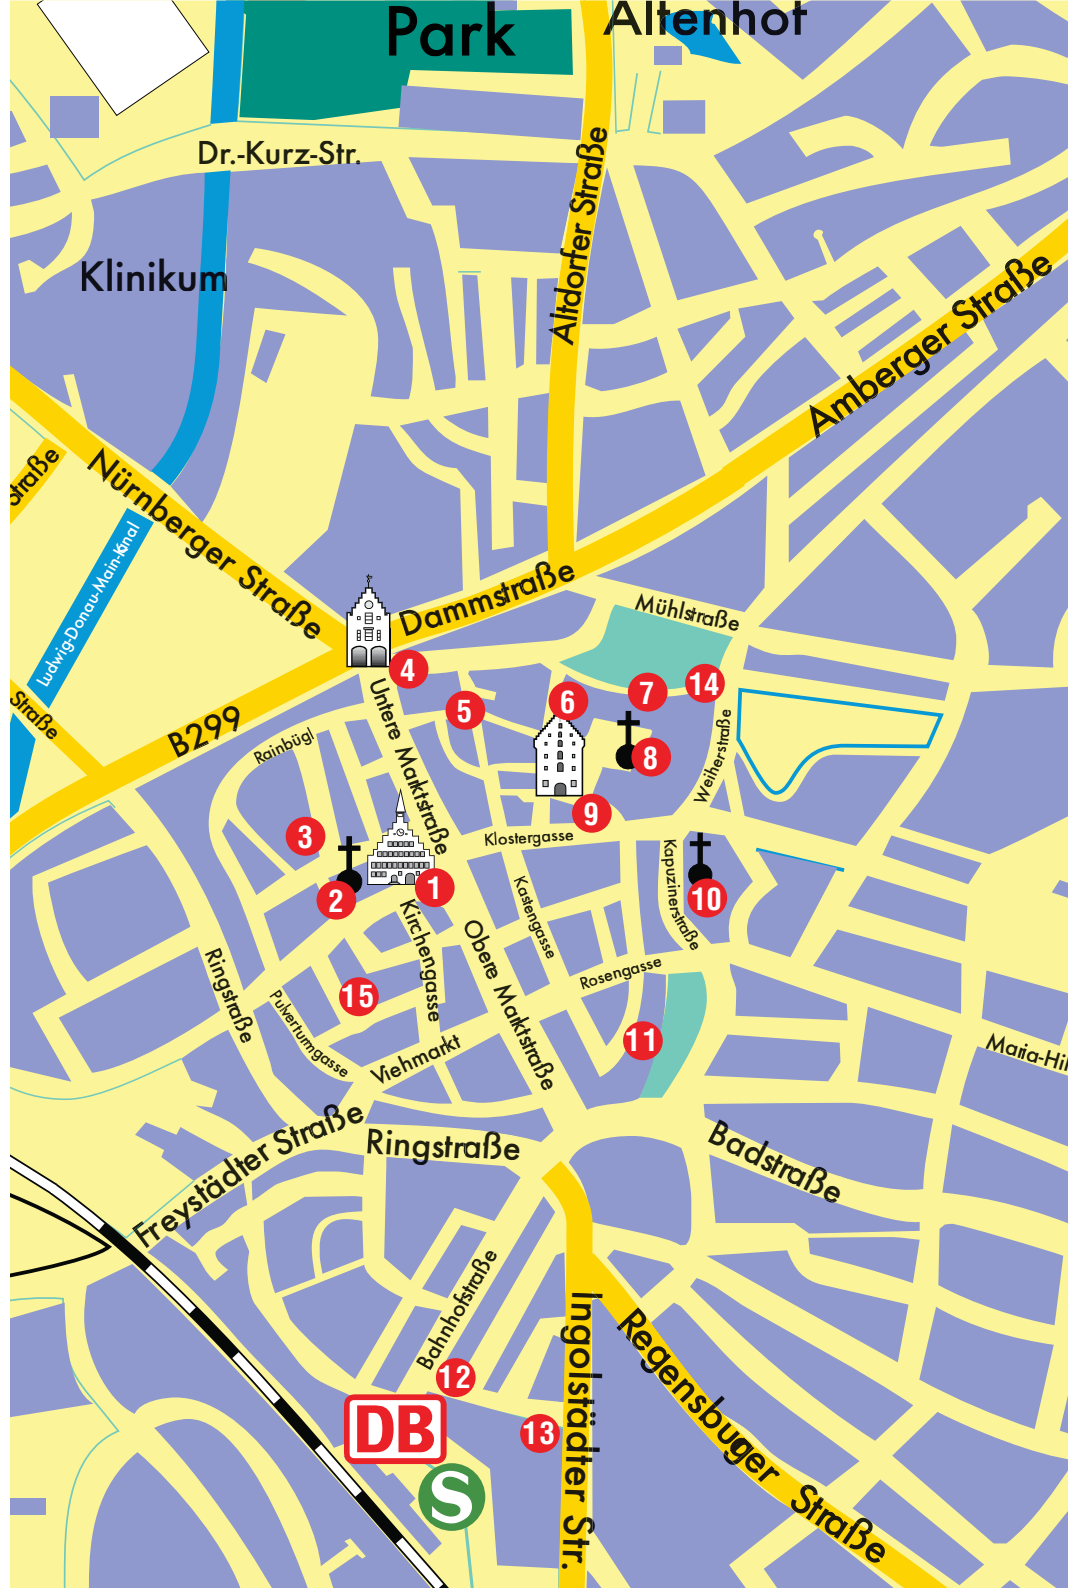 Park
Altenhof
Dr.-Kurz-Str.
Altdorfer Straße
Klinikum
Amberger Straße
Straße
Nürnberger Straße
Ludwig-Donau-Main-Kanal
Dammstraße
Mühlstraße
4
Straße
B299
Untere Marktstraße
5
6
7
14
Rainbügl
8
Weiherstraße
3
9
Klostergasse
Kapuzinerstraße
2
1
10
Kastengasse
Kirchengasse
Obere Marktstraße
Ringstraße
Rosengasse
15
Pulverturmgasse
11
Viehmarkt
Maria-Hil
Freystädter Straße
Ringstraße
Badstraße
Bahnhofstraße
12
Ingolstädter Str.
Regensbuger Straße
DB
13
S